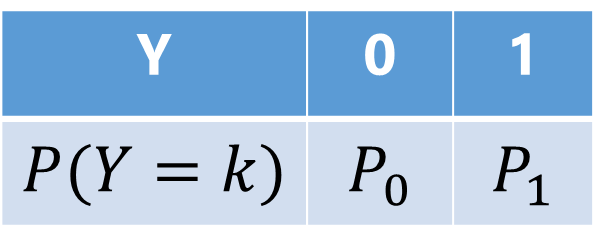 Y 0 1
P(Y = k) P₀ P₁